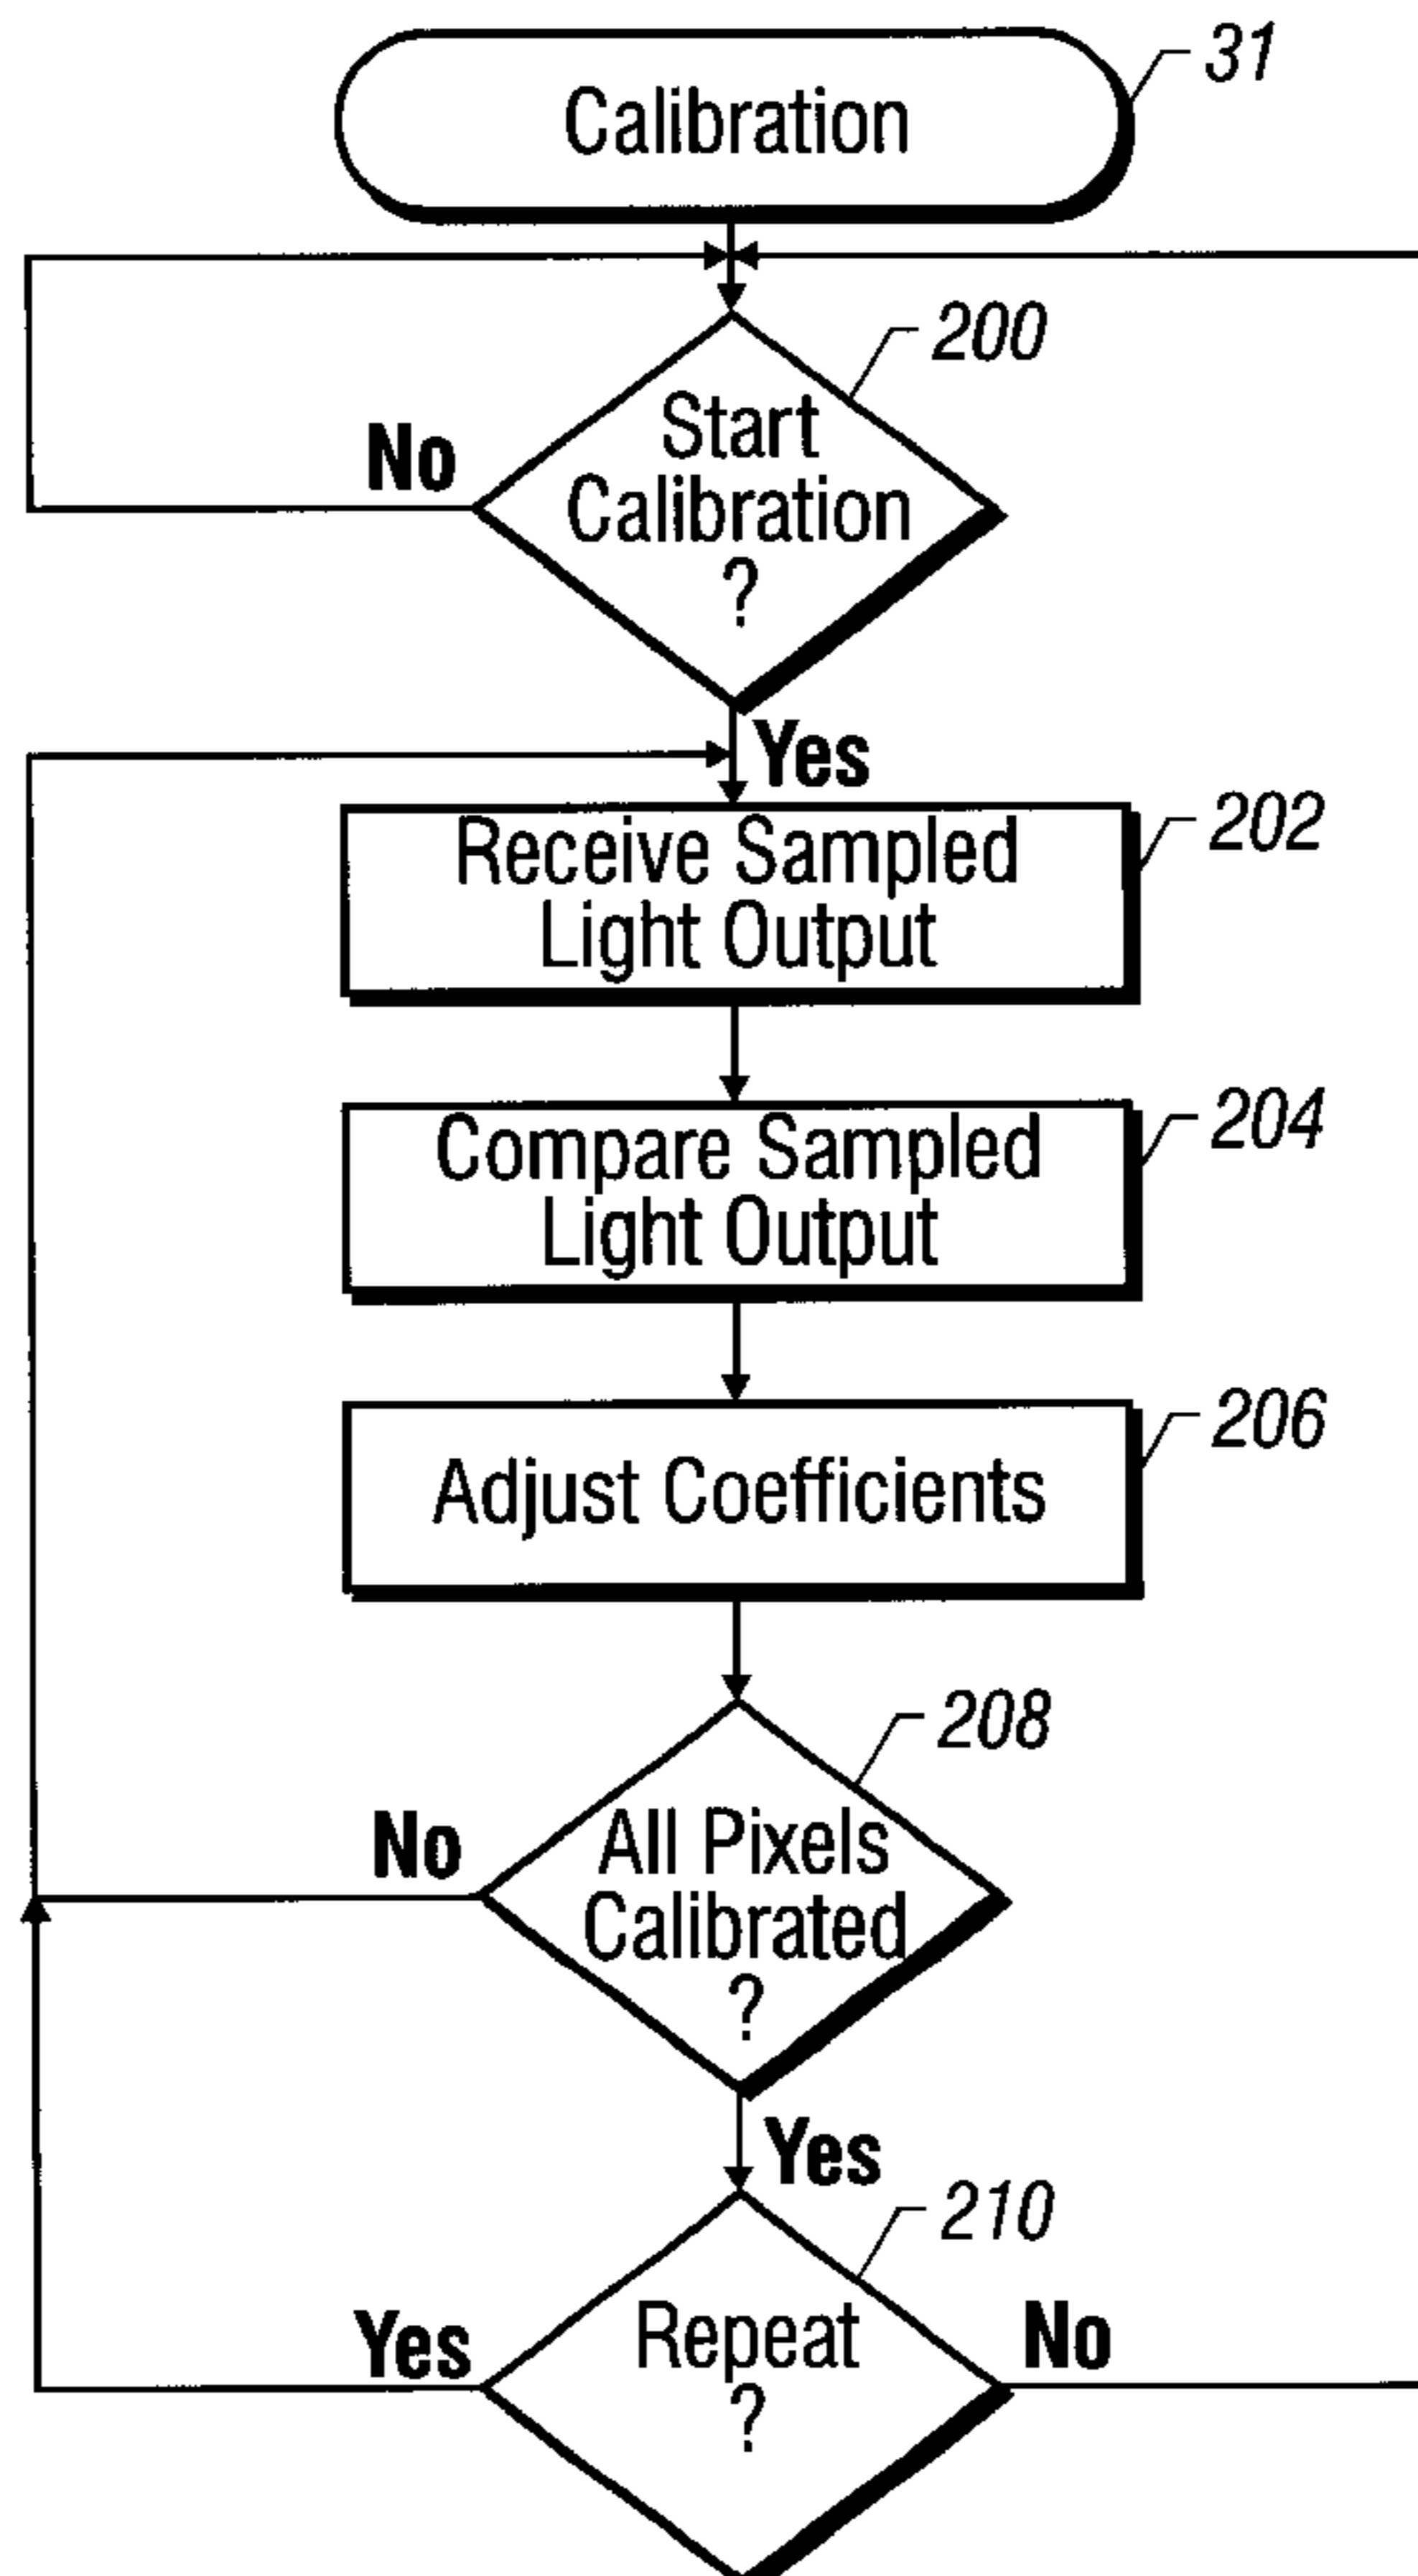 Calibration
31
200
Start
Calibration
?
No
Yes
Receive Sampled
Light Output
202
Compare Sampled
Light Output
204
Adjust Coefficients
206
208
All Pixels
Calibrated
?
No
Yes
210
Repeat
?
Yes
No